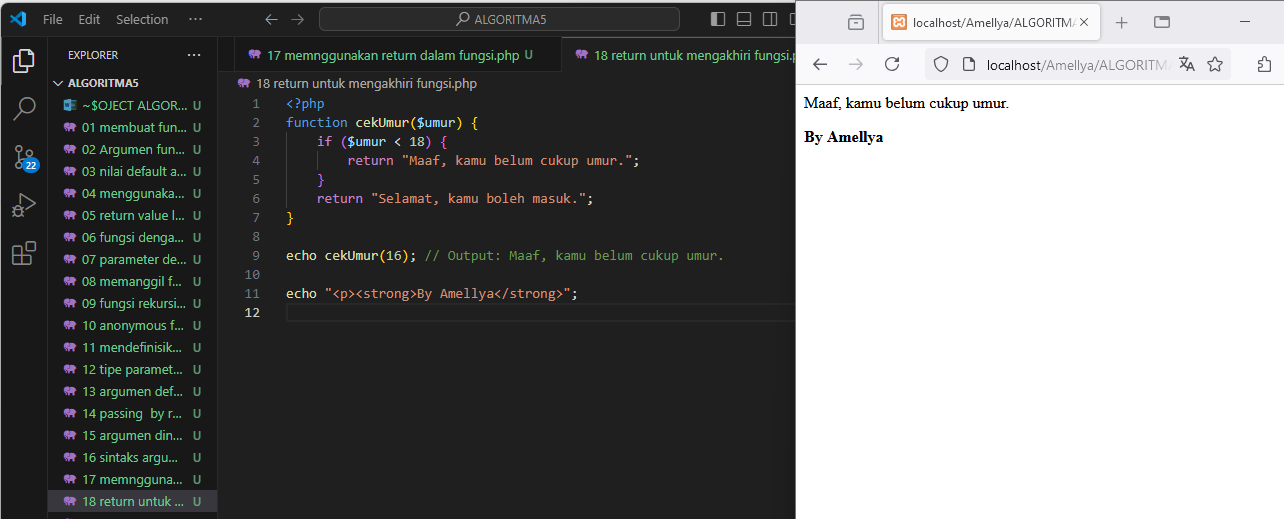 File Edit Selection ··· ALGORITMA5
EXPLORER ···
ALGORITMA5
~$OJECT ALGOR... U
01 membuat fun... U
02 Argumen fun... U
03 nilai default a... U
04 menggunaka... U
05 return value l... U
06 fungsi denga... U
07 parameter de... U
08 memanggil f... U
09 fungsi rekursi... U
10 anonymous f... U
11 mendefinisik... U
12 tipe paramet... U
13 argumen def... U
14 passing by r... U
15 argumen din... U
16 sintaks argu... U
17 memngguna... U
18 return untuk ... U
22
17 memnggunakan return dalam fungsi.php U
18 return untuk mengakhiri fungsi.p
18 return untuk mengakhiri fungsi.php
1 <?php
2 function cekUmur($umur) {
3 if ($umur < 18) {
4 return "Maaf, kamu belum cukup umur.";
5 }
6 return "Selamat, kamu boleh masuk.";
7 }
8
9 echo cekUmur(16); // Output: Maaf, kamu belum cukup umur.
10
11 echo "<p><strong>By Amellya</strong>";
12
localhost/Amellya/ALGORITMA
localhost/Amellya/ALGORITM
Maaf, kamu belum cukup umur.
By Amellya